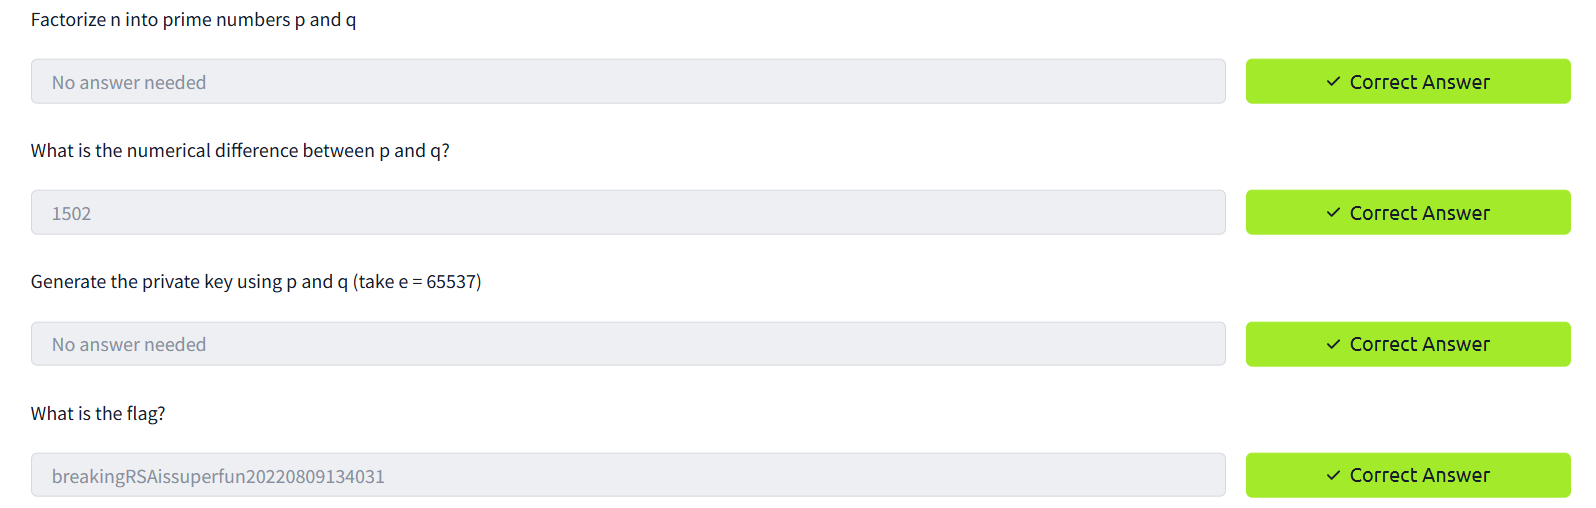 Factorize n into prime numbers p and q
No answer needed
✓ Correct Answer
What is the numerical difference between p and q?
1502
✓ Correct Answer
Generate the private key using p and q (take e = 65537)
No answer needed
✓ Correct Answer
What is the flag?
breakingRSAissuperfun20220809134031
✓ Correct Answer